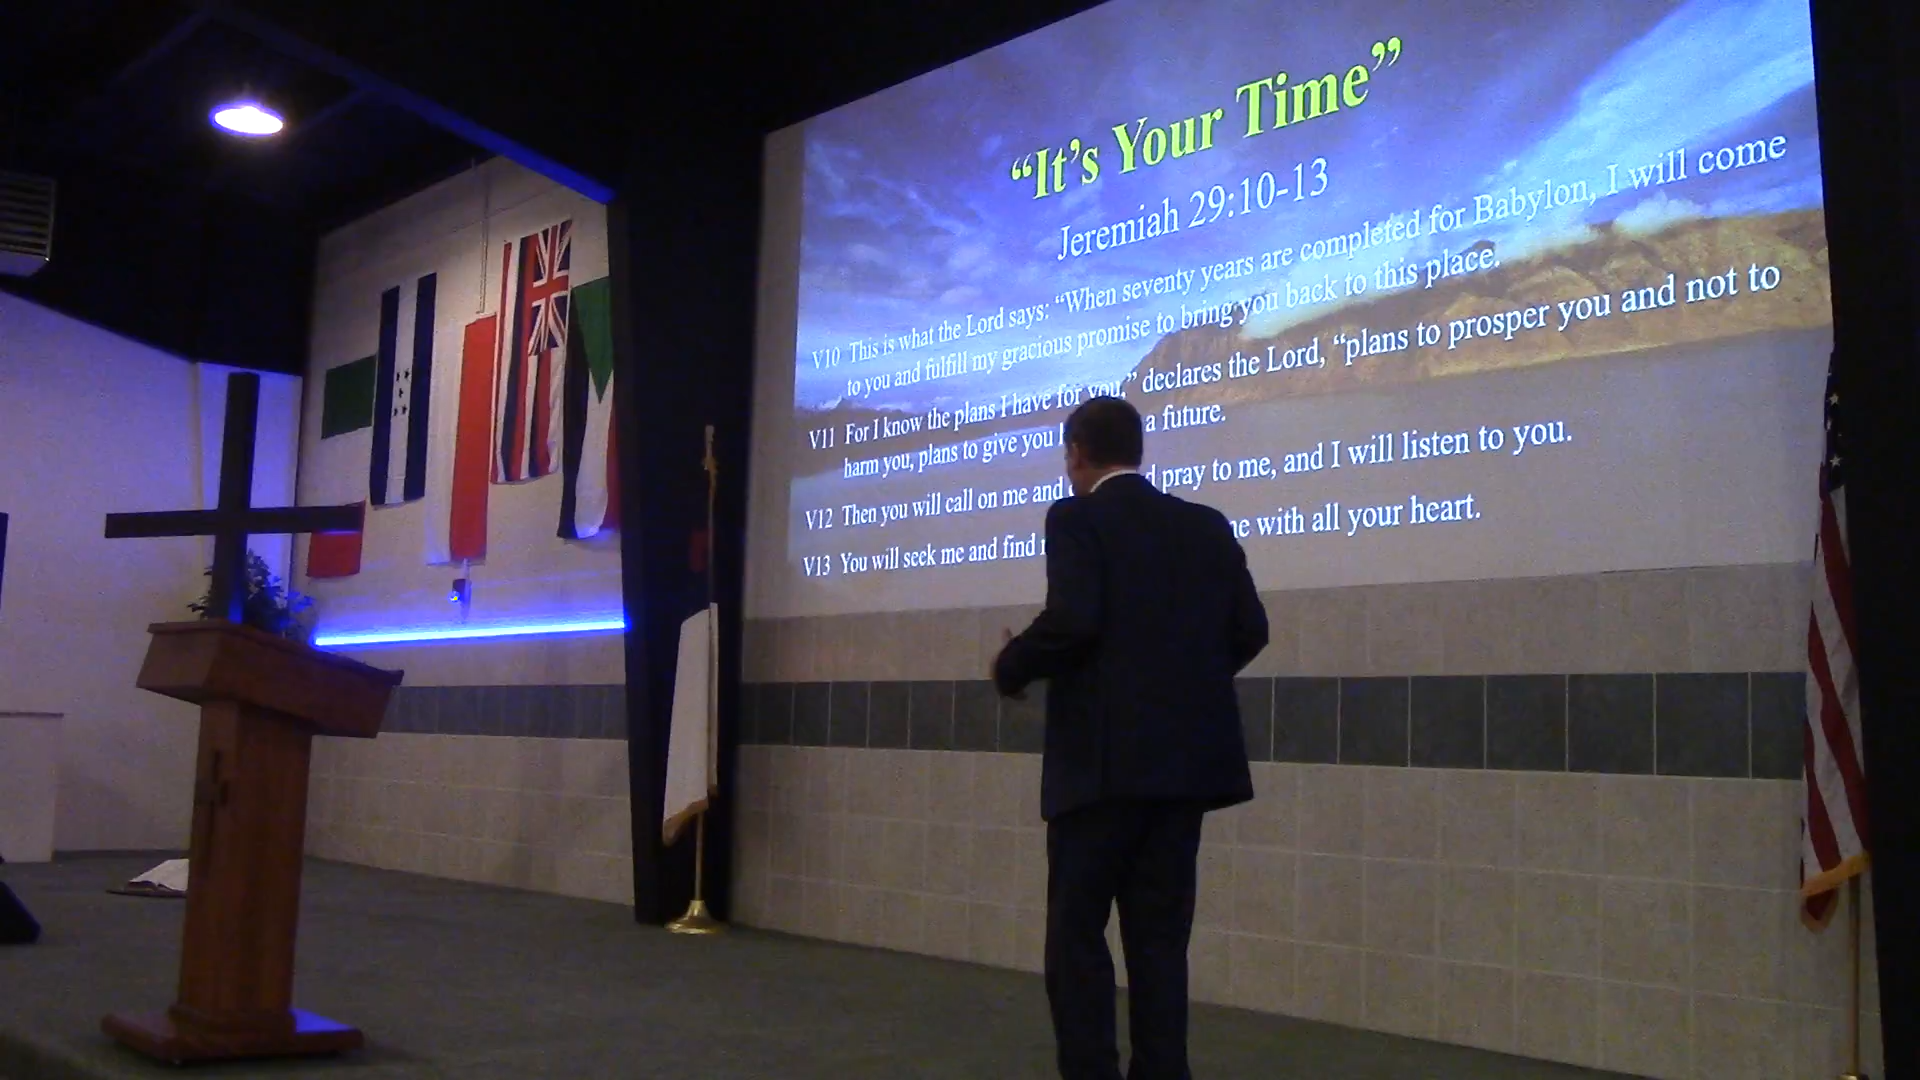 “It’s Your Time”
Jeremiah 29:10-13
V10 This is what the Lord says: “When seventy years are completed for Babylon, I will come
to you and fulfill my gracious promise to bring you back to this place.
V11 For I know the plans I have for you,” declares the Lord, “plans to prosper you and not to
harm you, plans to give you a future.
V12 Then you will call on me and pray to me, and I will listen to you.
V13 You will seek me and find with all your heart.